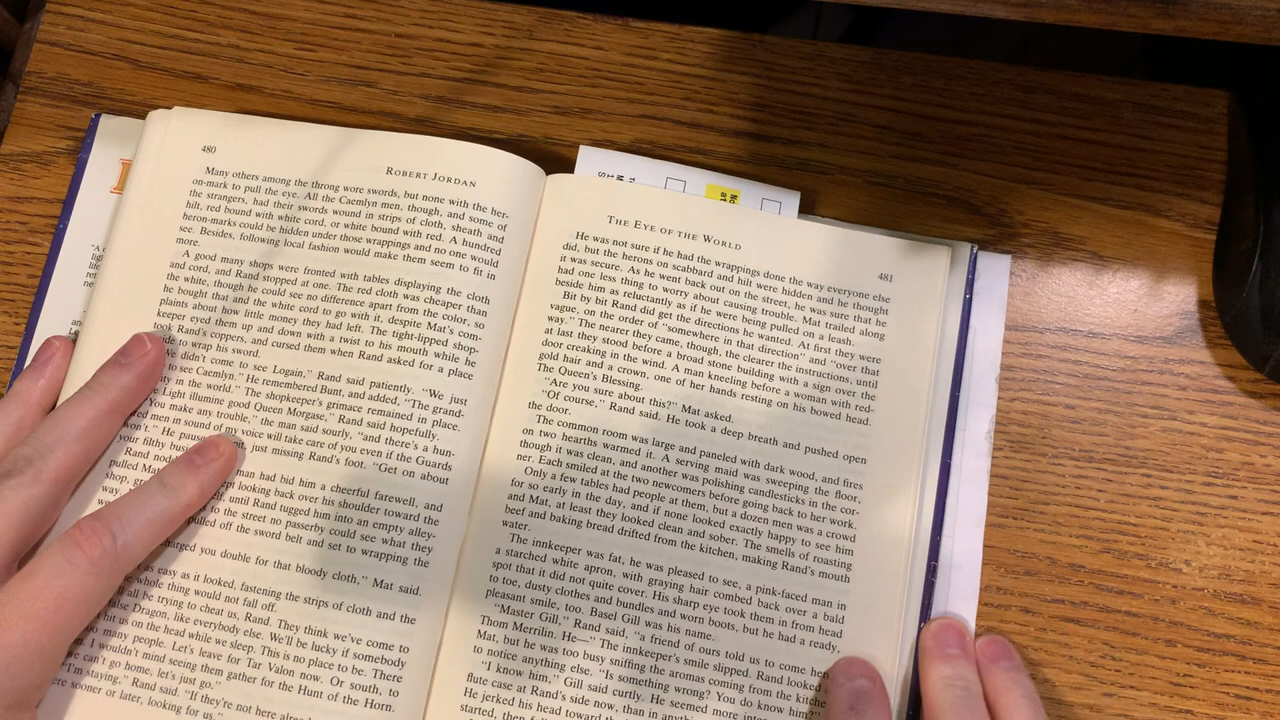 480
ROBERT JORDAN
Many others among the throng wore swords, but none with the her-
on-mark to pull the eye. All the Caemlyn men, though, and some of
the strangers, had their swords wound in strips of cloth, sheath and
hilt, red bound with white cord, or white bound with red. A hundred
heron-marks could be hidden under those wrappings and no one would
see. Besides, following local fashion would make them seem to fit in
more.
A good many shops were fronted with tables displaying the cloth
and cord, and Rand stopped at one. The red cloth was cheaper than
the white, though he could see no difference apart from the color, so
he bought that and the white cord to go with it, despite Mat's com-
plaints about how little money they had left. The tight-lipped shop-
keeper eyed them up and down with a twist to his mouth while he
took Rand's coppers, and cursed them when Rand asked for a place
to wrap his sword.
We didn't come to see Logain," Rand said patiently. "We just
to see Caemlyn." He remembered Bunt, and added, "The grand-
in the world." The shopkeeper's grimace remained in place.
Light illumine good Queen Morgase," Rand said hopefully.
You make any trouble," the man said sourly, "and there's a hun-
men in sound of my voice will take care of you even if the Guards
won't." He just missing Rand's foot. "Get on about
your filthy
Rand man had bid him a cheerful farewell, and
pulled looking back over his shoulder toward the
until Rand tugged him into an empty alley-
way. to the street no passerby could see what they
pulled off the sword belt and set to wrapping the
charged you double for that bloody cloth," Mat said.
as easy as it looked, fastening the strips of cloth and the
whole thing would not fall off.
all be trying to cheat us, Rand. They think we've come to
Dragon, like everybody else. We'll be lucky if somebody
bit us on the head while we sleep. This is no place to be. There
many people. Let's leave for Tar Valon now. Or south, to
I wouldn't mind seeing them gather for the Hunt of the Horn.
we can't go home, let's just go."
"I'm staying," Rand said. "If they're not here
sooner or later, looking for us."
THE EYE OF THE WORLD
481
He was not sure if he had the wrappings done the way everyone else
did, but the herons on scabbard and hilt were hidden and he thought
it was secure. As he went back out on the street, he was sure that he
had one less thing to worry about causing trouble. Mat trailed along
beside him as reluctantly as if he were being pulled on a leash.
Bit by bit Rand did get the directions he wanted. At first they were
vague, on the order of "somewhere in that direction" and "over that
way." The nearer they came, though, the clearer the instructions, until
at last they stood before a broad stone building with a sign over the
door creaking in the wind. A man kneeling before a woman with red-
gold hair and a crown, one of her hands resting on his bowed head.
The Queen's Blessing.
"Are you sure about this?" Mat asked.
"Of course," Rand said. He took a deep breath and pushed open
the door.
The common room was large and paneled with dark wood, and fires
on two hearths warmed it. A serving maid was sweeping the floor,
though it was clean, and another was polishing candlesticks in the cor-
ner. Each smiled at the two newcomers before going back to her work.
Only a few tables had people at them, but a dozen men was a crowd
for so early in the day, and if none looked exactly happy to see him
and Mat, at least they looked clean and sober. The smells of roasting
beef and baking bread drifted from the kitchen, making Rand's mouth
water.
The innkeeper was fat, he was pleased to see, a pink-faced man in
a starched white apron, with graying hair combed back over a bald
spot that it did not quite cover. His sharp eye took them in from head
to toe, dusty clothes and bundles and worn boots, but he had a ready,
pleasant smile, too. Basel Gill was his name.
"Master Gill," Rand said, "a friend of ours told us to come here.
Thom Merrilin. He—" The innkeeper's smile slipped. Rand looked
Mat, but he was too busy sniffing the aromas coming from the
to notice anything else. "Is something wrong? You do know him?"
"I know him," Gill said curtly. He seemed more
flute case at Rand's side now, than in
He jerked his head toward
started, then